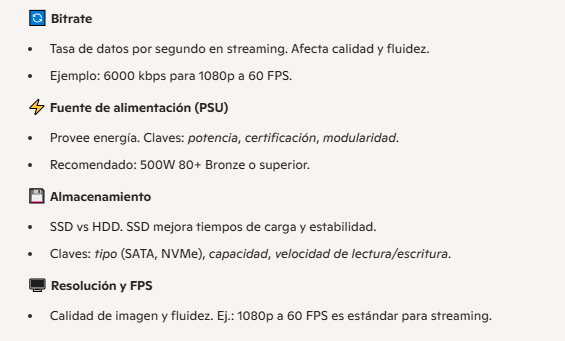 🔄 Bitrate
• Tasa de datos por segundo en streaming. Afecta calidad y fluidez.
• Ejemplo: 6000 kbps para 1080p a 60 FPS.
⚡ Fuente de alimentación (PSU)
• Provee energía. Claves: potencia, certificación, modularidad.
• Recomendado: 500W 80+ Bronze o superior.
💾 Almacenamiento
• SSD vs HDD. SSD mejora tiempos de carga y estabilidad.
• Claves: tipo (SATA, NVMe), capacidad, velocidad de lectura/escritura.
🖥️ Resolución y FPS
• Calidad de imagen y fluidez. Ej.: 1080p a 60 FPS es estándar para streaming.